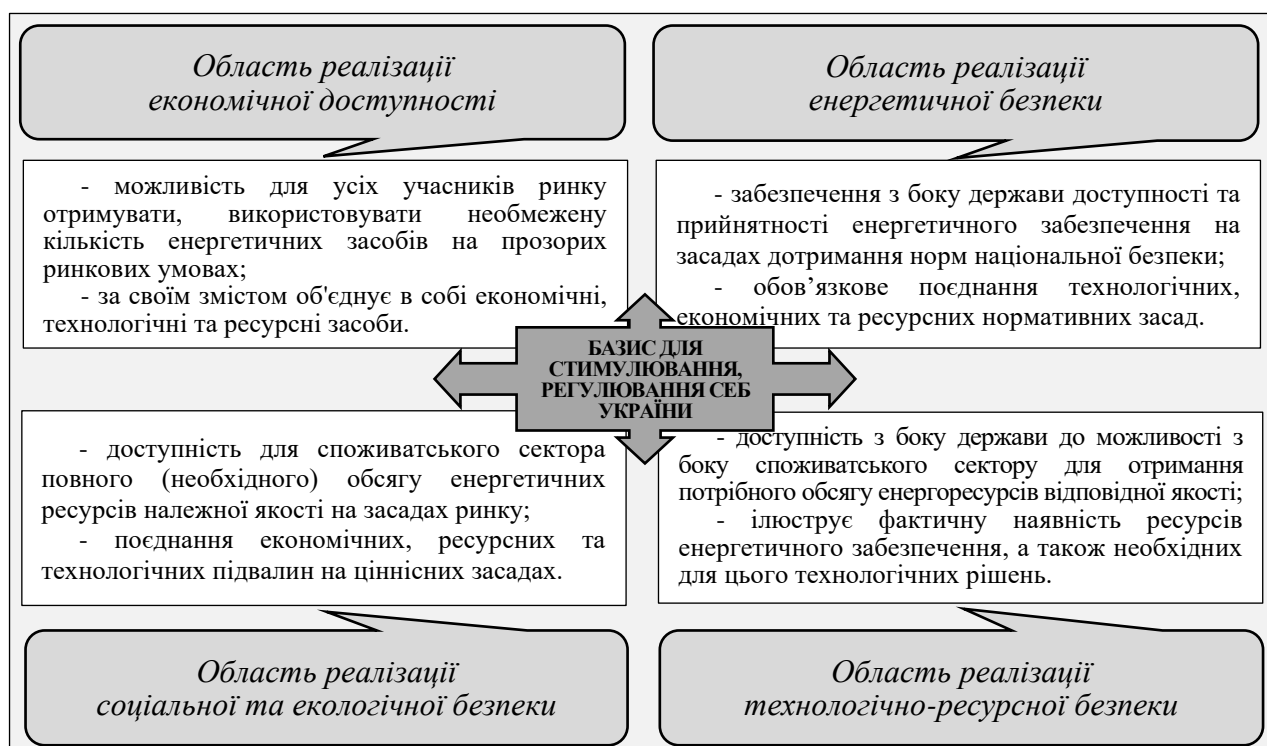 Область реалізації
економічної доступності
Область реалізації
енергетичної безпеки
- можливість для усіх учасників ринку
отримувати, використовувати необмежену
кількість енергетичних засобів на прозорих
ринкових умовах;
- за своїм змістом об'єднує в собі економічні,
технологічні та ресурсні засоби.
- забезпечення з боку держави доступності та
прийнятності енергетичного забезпечення на
засадах дотримання норм національної безпеки;
- обов’язкове поєднання технологічних,
економічних та ресурсних нормативних засад.
БАЗИС ДЛЯ
СТИМУЛЮВАННЯ,
РЕГУЛЮВАННЯ СЕБ
УКРАЇНИ
- доступність для споживатського сектора
повного (необхідного) обсягу енергетичних
ресурсів належної якості на засадах ринку;
- поєднання економічних, ресурсних та
технологічних підвалин на ціннісних засадах.
- доступність з боку держави до можливості з
боку споживатського сектору для отримання
потрібного обсягу енергоресурсів відповідної якості;
- ілюструє фактичну наявність ресурсів
енергетичного забезпечення, а також необхідних
для цього технологічних рішень.
Область реалізації
соціальної та екологічної безпеки
Область реалізації
технологічно-ресурсної безпеки